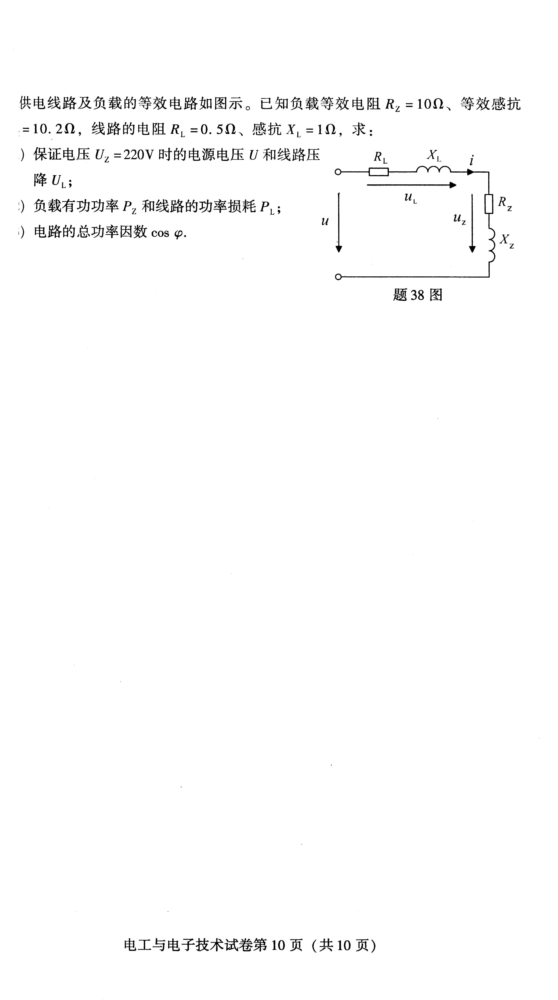 供电线路及负载的等效电路如图示。已知负载等效电阻 R_Z = 10Ω、等效感抗
= 10.2Ω, 线路的电阻 R_L = 0.5Ω、感抗 X_L = 1Ω, 求:
) 保证电压 U_Z = 220V 时的电源电压 U 和线路压
降 U_L;
) 负载有功功率 P_Z 和线路的功率损耗 P_L;
) 电路的总功率因数 cos φ.
R_L
X_L
i
u_L
R_z
u
u_z
X_z
题 38 图
电工与电子技术试卷第 10 页 (共 10 页)